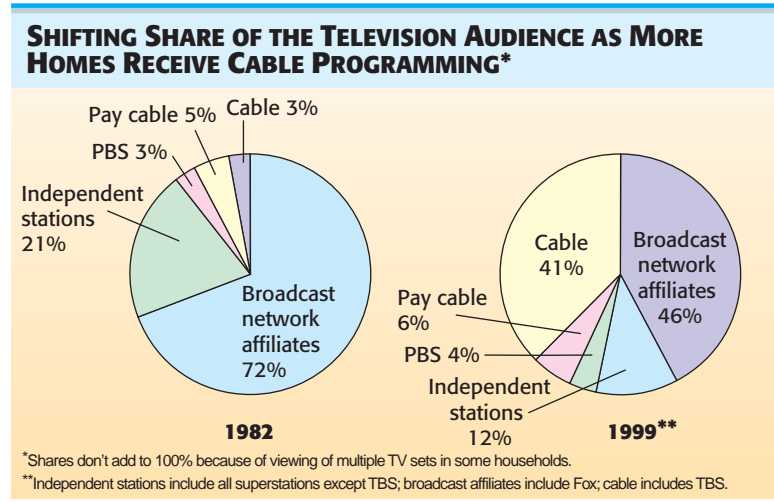 SHIFTING SHARE OF THE TELEVISION AUDIENCE AS MORE
HOMES RECEIVE CABLE PROGRAMMING*
Pay cable 5%
Cable 3%
PBS 3%
Independent
stations
21%
Broadcast
network
affiliates
72%
1982
Cable
41%
Broadcast
network
affiliates
46%
Pay cable
6%
PBS 4%
Independent
stations
12%
1999**
*Shares don't add to 100% because of viewing of multiple TV sets in some households.
**Independent stations include all superstations except TBS; broadcast affiliates include Fox; cable includes TBS.